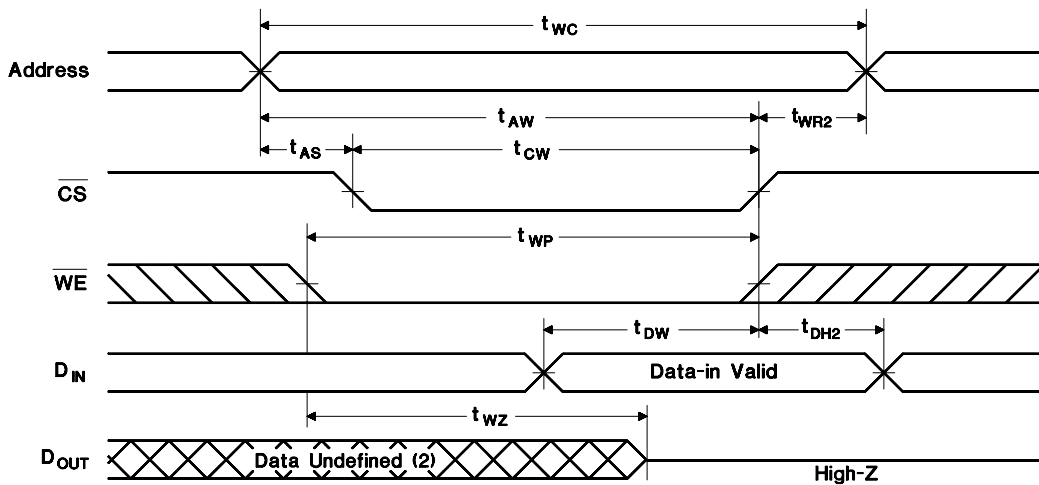 tWC
Address
tAW
tWR2
tAS
tCW
CS
tWP
WE
tDW
tDH2
DIN
Data-in Valid
tWZ
DOUT
Data Undefined (2)
High-Z